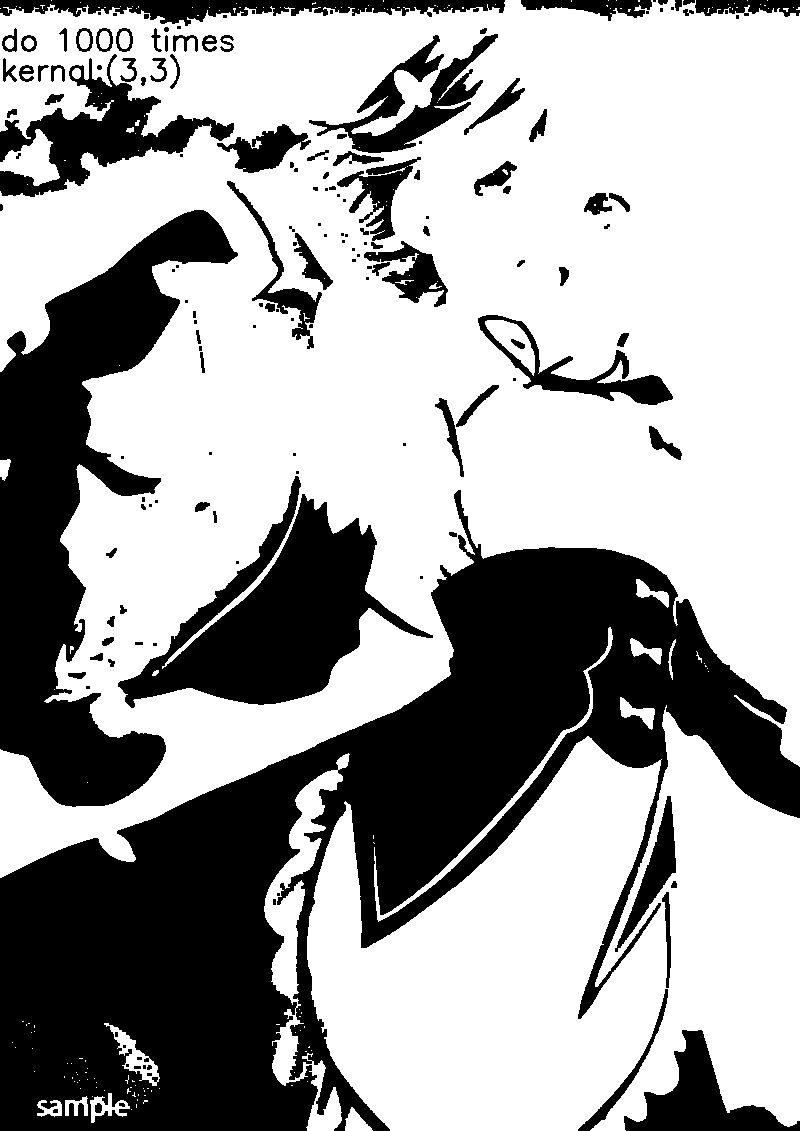 do 1000 times
kernal:(3,3)
sample